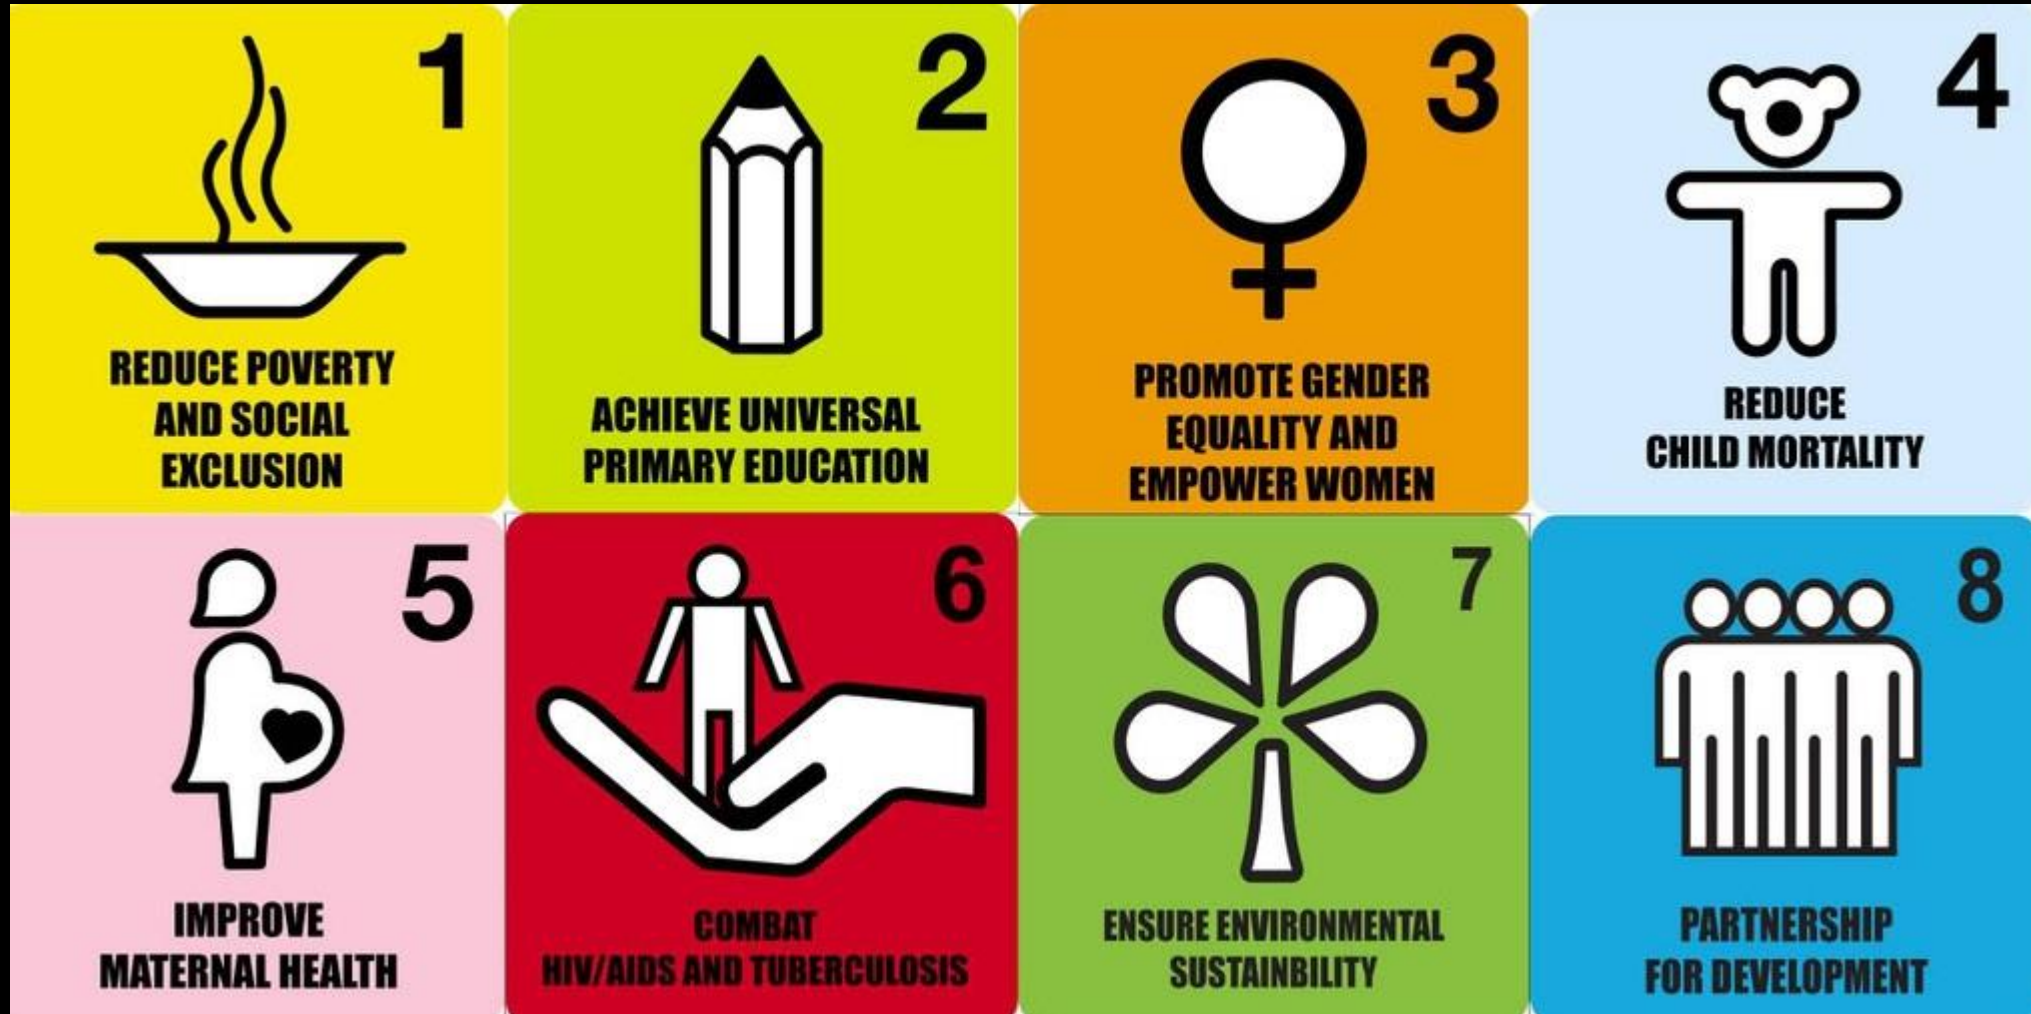 1
REDUCE POVERTY
AND SOCIAL
EXCLUSION
2
ACHIEVE UNIVERSAL
PRIMARY EDUCATION
3
PROMOTE GENDER
EQUALITY AND
EMPOWER WOMEN
4
REDUCE
CHILD MORTALITY
5
IMPROVE
MATERNAL HEALTH
6
COMBAT
HIV/AIDS AND TUBERCULOSIS
7
ENSURE ENVIRONMENTAL
SUSTAINBILITY
8
PARTNERSHIP
FOR DEVELOPMENT